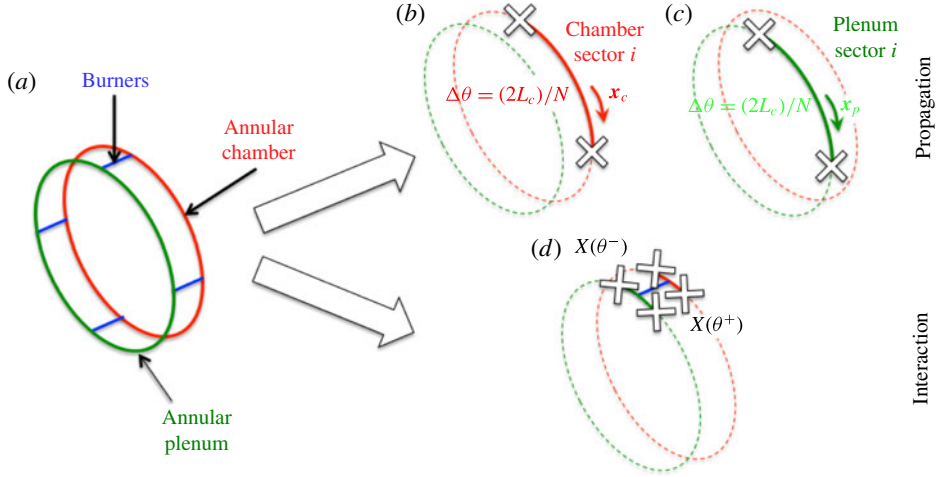 (a)
Burners
Annular
chamber
Annular
plenum
(b)
Chamber
sector i
Δθ = (2L_c)/N
x_c
(c)
Plenum
sector i
Δθ = (2L_c)/N
x_p
Propagation
(d)
X(θ⁻)
X(θ⁺)
Interaction